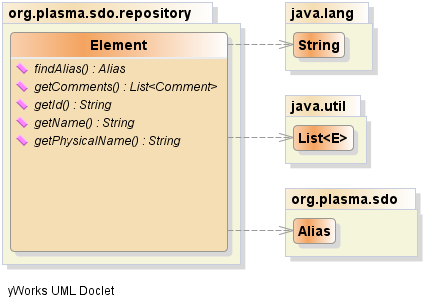 org.plasma.sdo.repository
Element
findAlias() : Alias
getComments() : List<Comment>
getId() : String
getName() : String
getPhysicalName() : String
java.lang
String
java.util
List<E>
org.plasma.sdo
Alias
yWorks UML Doclet